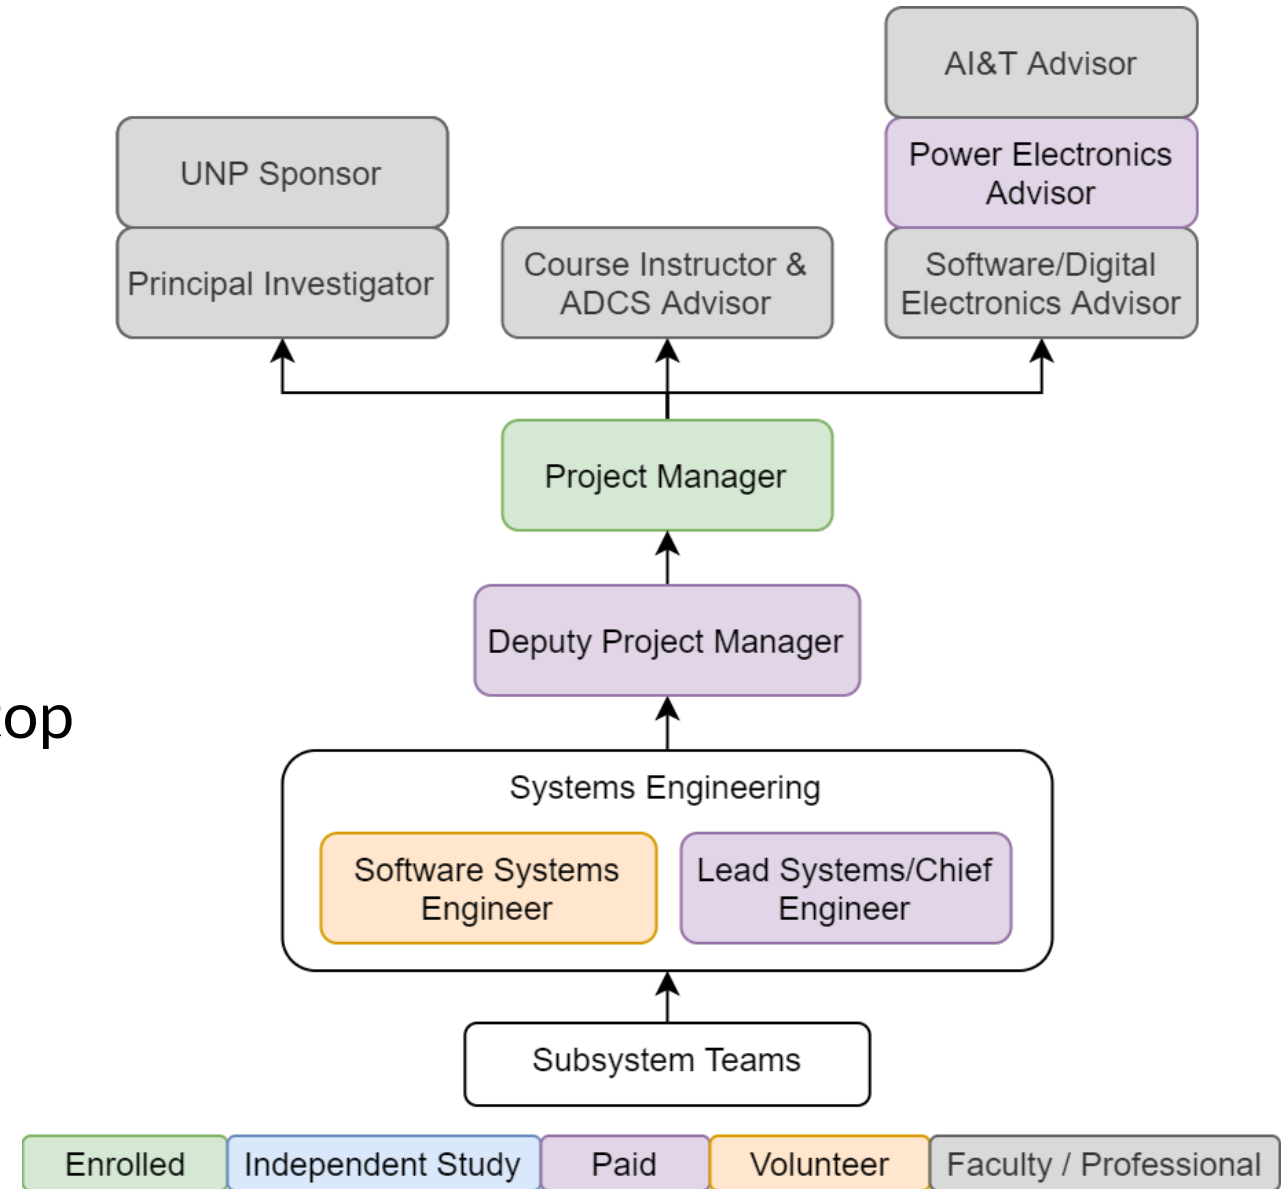 AI&T Advisor
UNP Sponsor
Power Electronics
Advisor
Principal Investigator
Course Instructor &
ADCS Advisor
Software/Digital
Electronics Advisor
Project Manager
Deputy Project Manager
Systems Engineering
Software Systems
Engineer
Lead Systems/Chief
Engineer
Subsystem Teams
Enrolled
Independent Study
Paid
Volunteer
Faculty / Professional